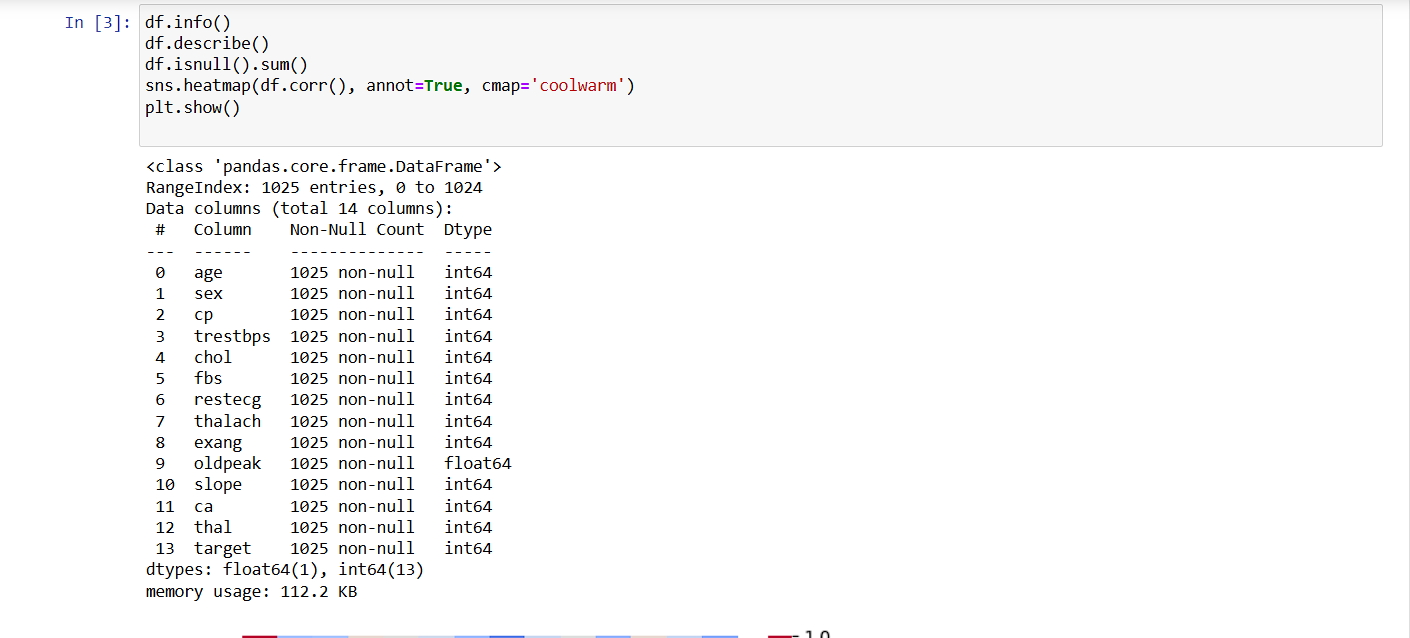 In [3]: df.info()
df.describe()
df.isnull().sum()
sns.heatmap(df.corr(), annot=True, cmap='coolwarm')
plt.show()
<class 'pandas.core.frame.DataFrame'>
RangeIndex: 1025 entries, 0 to 1024
Data columns (total 14 columns):
 #   Column    Non-Null Count  Dtype
---  ------    --------------  -----
 0   age       1025 non-null   int64
 1   sex       1025 non-null   int64
 2   cp        1025 non-null   int64
 3   trestbps  1025 non-null   int64
 4   chol      1025 non-null   int64
 5   fbs       1025 non-null   int64
 6   restecg   1025 non-null   int64
 7   thalach   1025 non-null   int64
 8   exang     1025 non-null   int64
 9   oldpeak   1025 non-null   float64
 10  slope     1025 non-null   int64
 11  ca        1025 non-null   int64
 12  thal      1025 non-null   int64
 13  target    1025 non-null   int64
dtypes: float64(1), int64(13)
memory usage: 112.2 KB
1.0